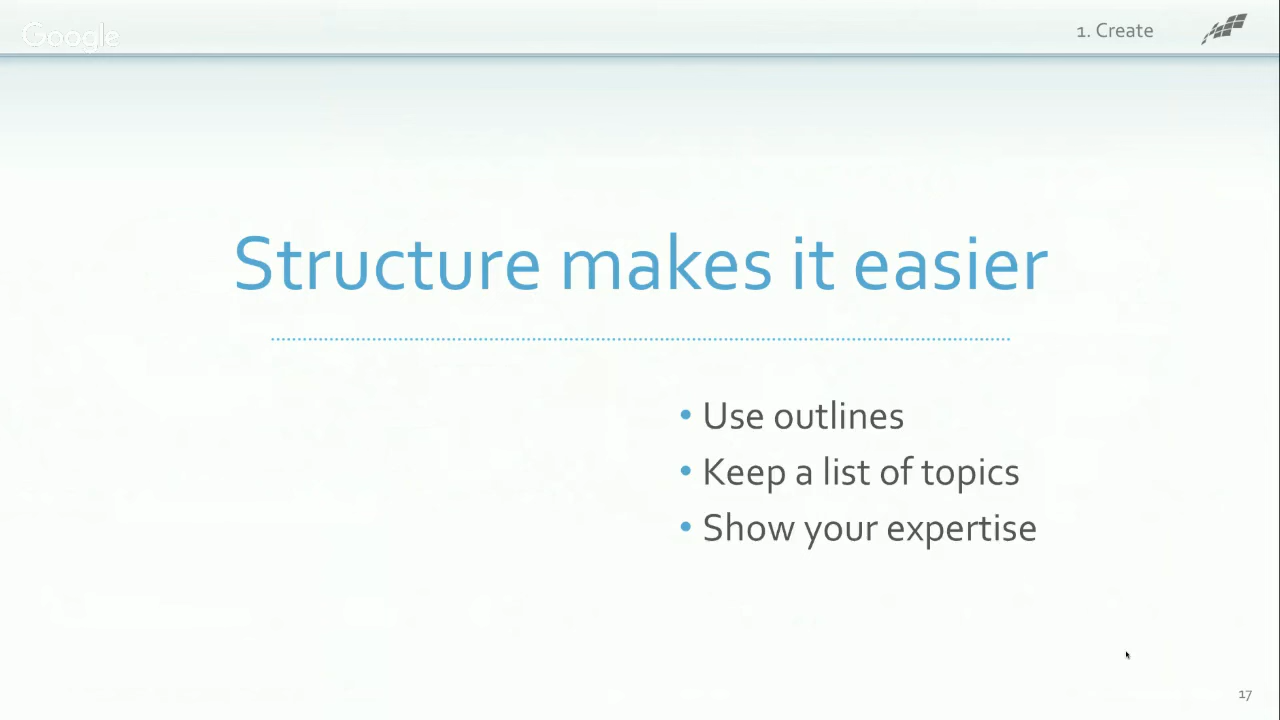 Google
1. Create
Structure makes it easier
• Use outlines
• Keep a list of topics
• Show your expertise
17